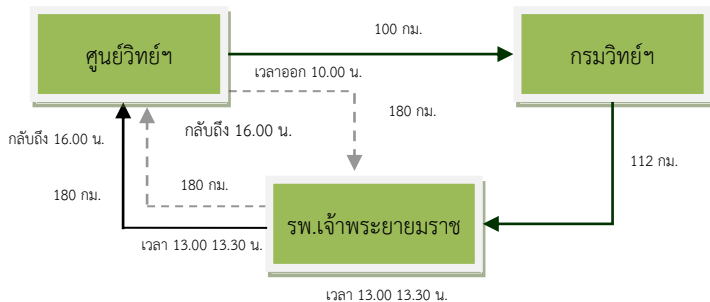 100 กม.
ศูนย์วิทย์ฯ
กรมวิทย์ฯ
เวลาออก 10.00 น.
180 กม.
กลับถึง 16.00 น.
กลับถึง 16.00 น.
112 กม.
180 กม.
180 กม.
รพ.เจ้าพระยายมราช
เวลา 13.00 13.30 น.
เวลา 13.00 13.30 น.